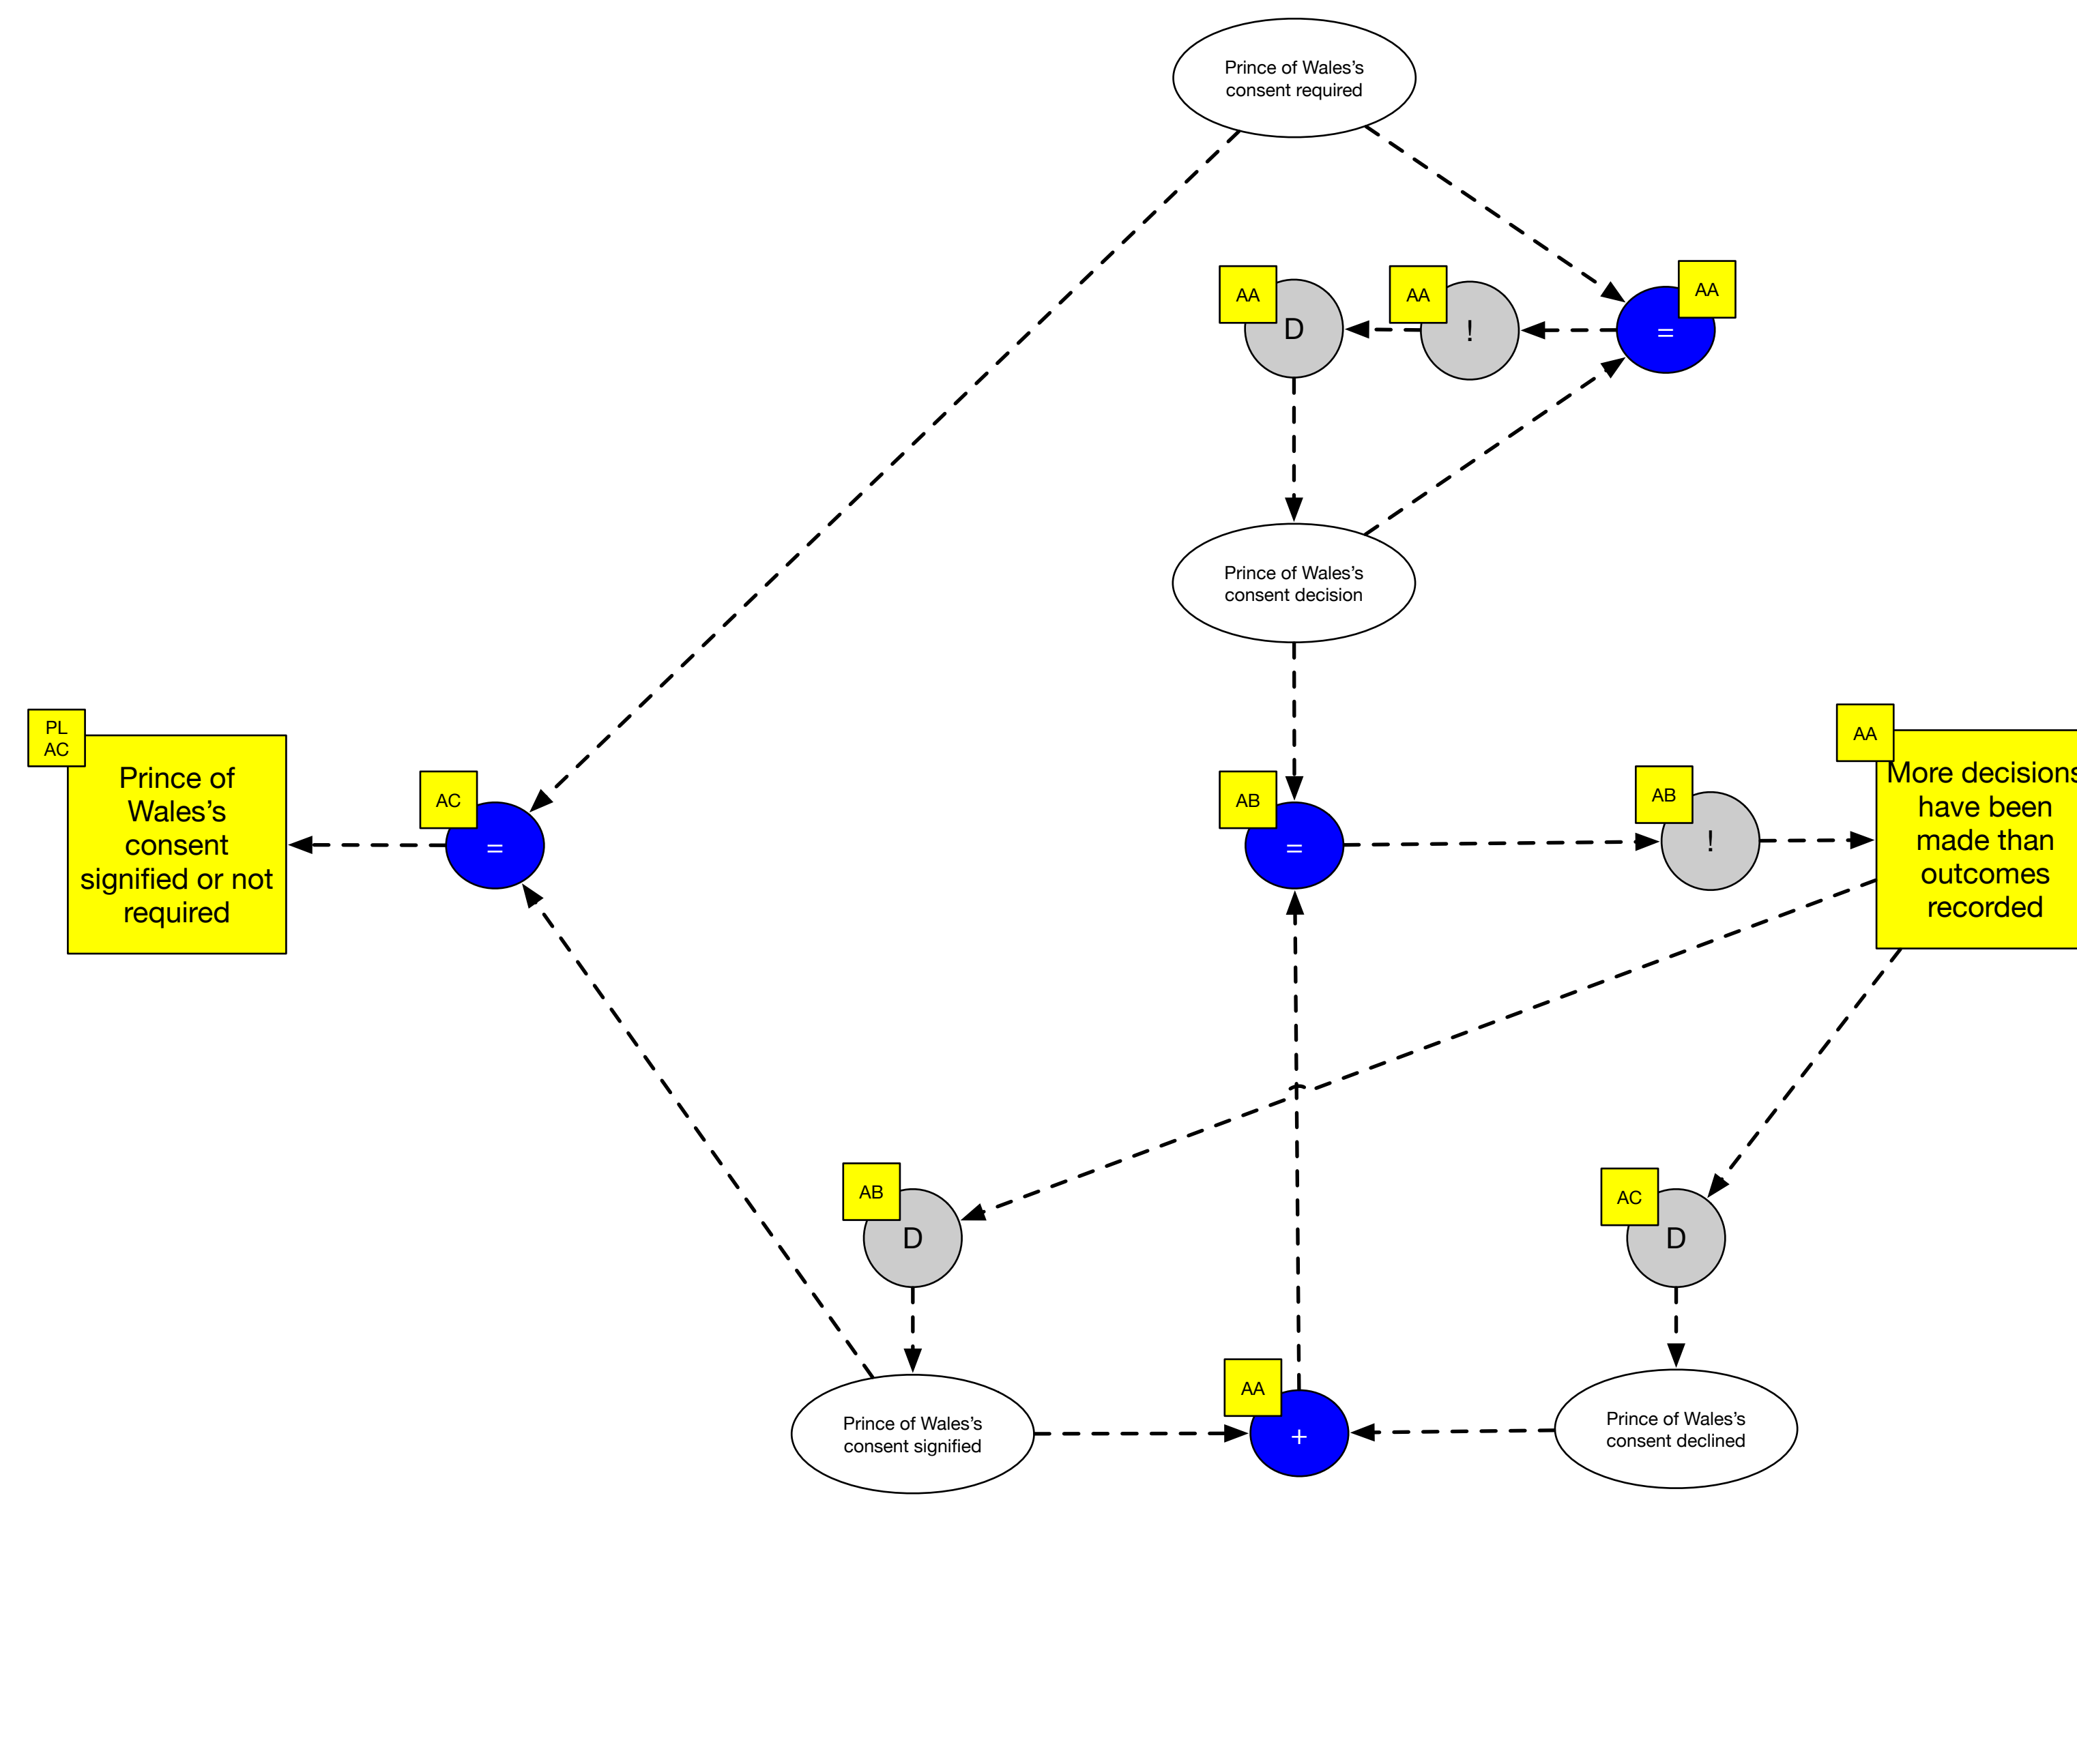 Prince of Wales's
consent required
AA
D
AA
!
AA
=
Prince of Wales’s
consent decision
PL
AC
Prince of
Wales’s
consent
signified or not
required
AC
=
AB
=
AB
!
AA
More decisions
have been
made than
outcomes
recorded
AB
D
AC
D
Prince of Wales’s
consent signified
AA
+
Prince of Wales’s
consent declined